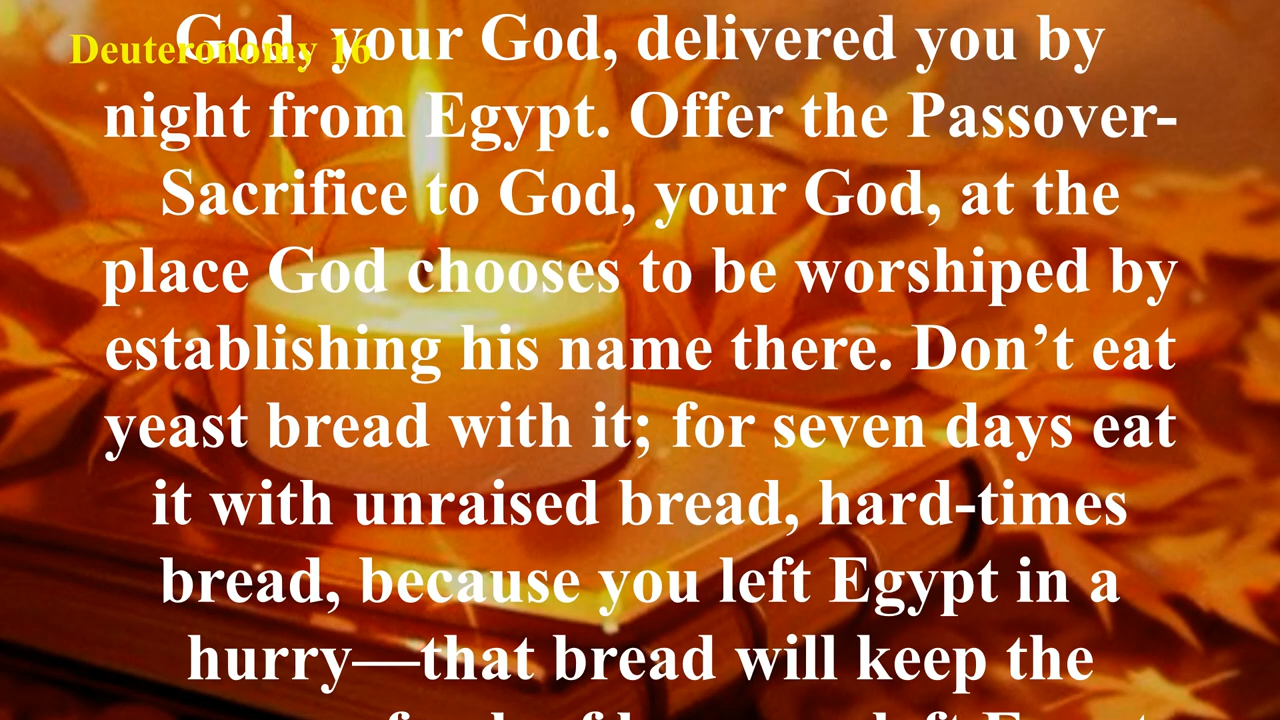 Deuteronomy 16
God, your God, delivered you by
night from Egypt. Offer the Passover-
Sacrifice to God, your God, at the
place God chooses to be worshiped by
establishing his name there. Don’t eat
yeast bread with it; for seven days eat
it with unraised bread, hard-times
bread, because you left Egypt in a
hurry—that bread will keep the